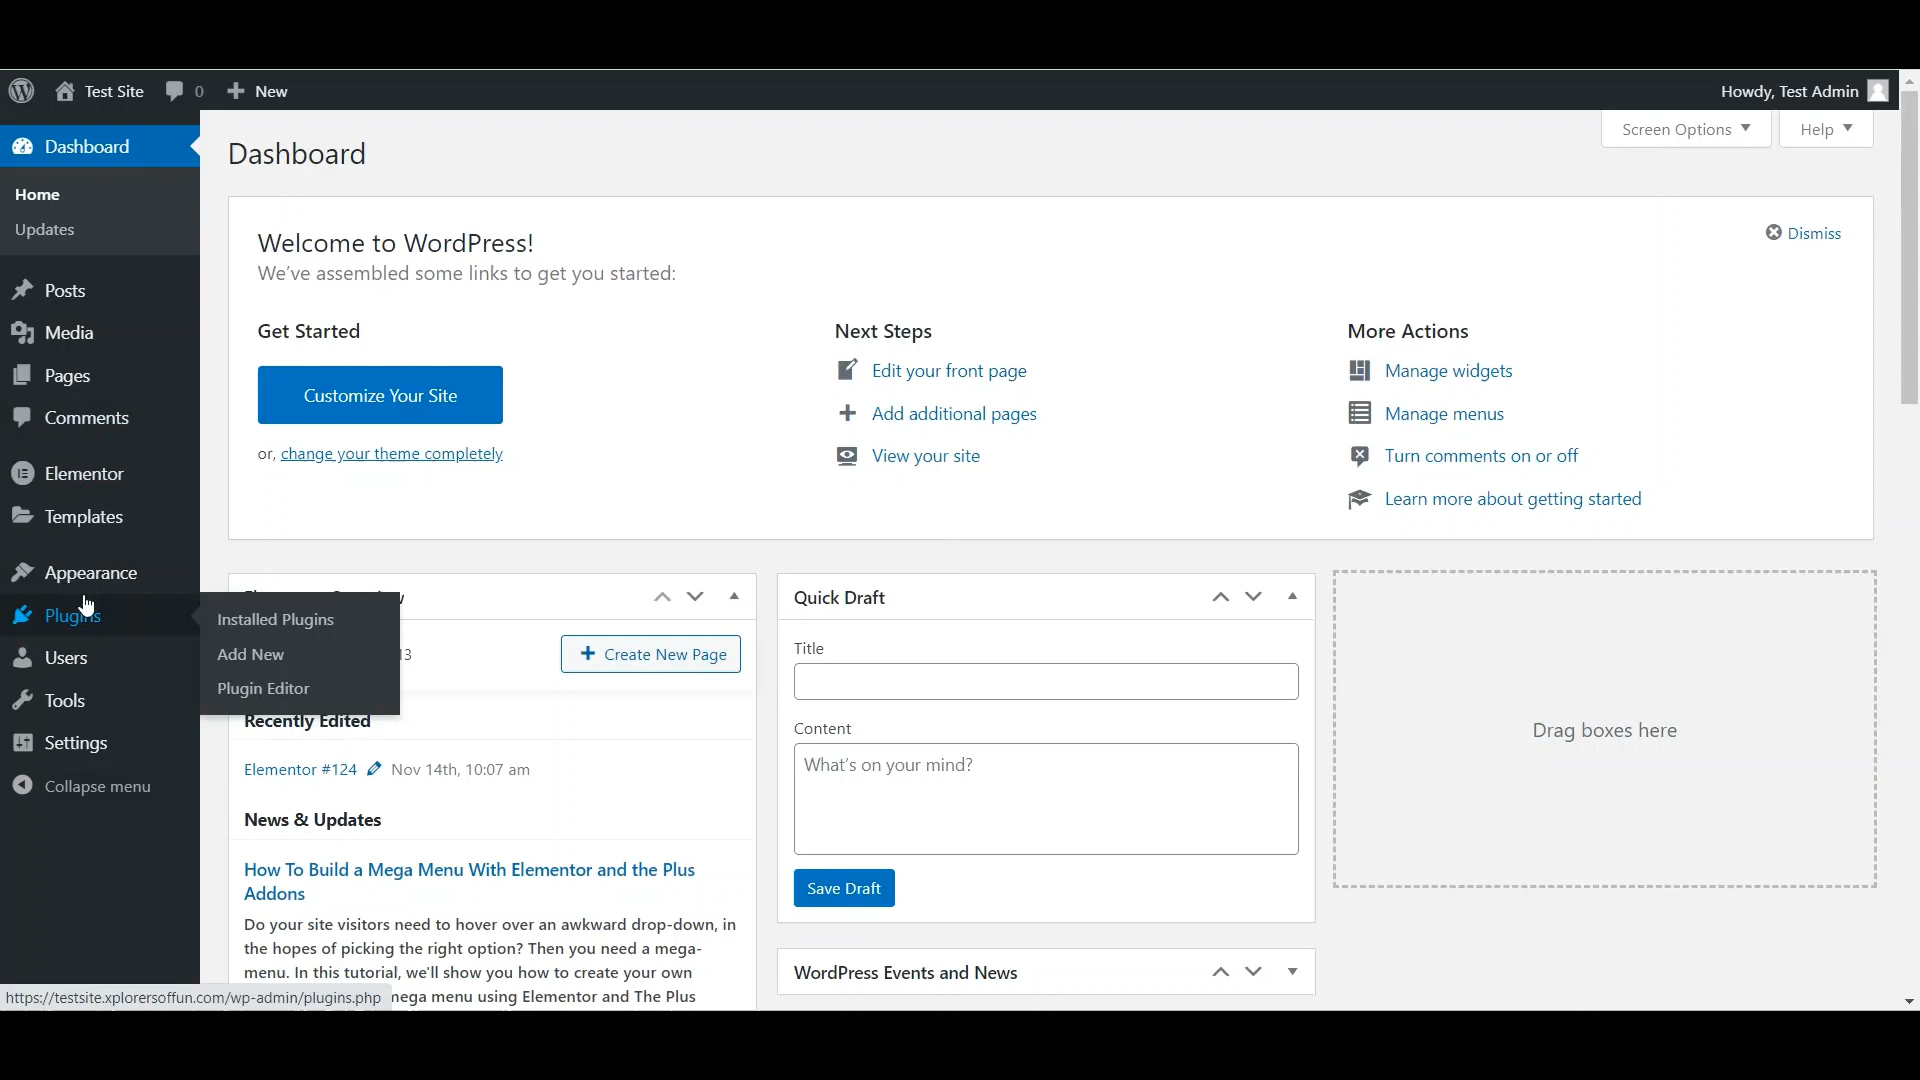 Test Site
0
New
Howdy, Test Admin
Dashboard
Screen Options
Help
Dashboard
Home
Updates
Welcome to WordPress!
We've assembled some links to get you started:
Dismiss
Posts
Media
Pages
Comments
Elementor
Templates
Appearance
Plugins
Users
Tools
Settings
Collapse menu
Installed Plugins
Add New
Plugin Editor
Get Started
Customize Your Site
or, change your theme completely
Next Steps
Edit your front page
Add additional pages
View your site
More Actions
Manage widgets
Manage menus
Turn comments on or off
Learn more about getting started
Create New Page
Recently Edited
Elementor #124 Nov 14th, 10:07 am
News & Updates
How To Build a Mega Menu With Elementor and the Plus
Addons
Do your site visitors need to hover over an awkward drop-down, in
the hopes of picking the right option? Then you need a mega-
menu. In this tutorial, we'll show you how to create your own
mega menu using Elementor and The Plus
Quick Draft
Title
Content
What's on your mind?
Save Draft
WordPress Events and News
Drag boxes here
https://testsite.xplorersoffun.com/wp-admin/plugins.php